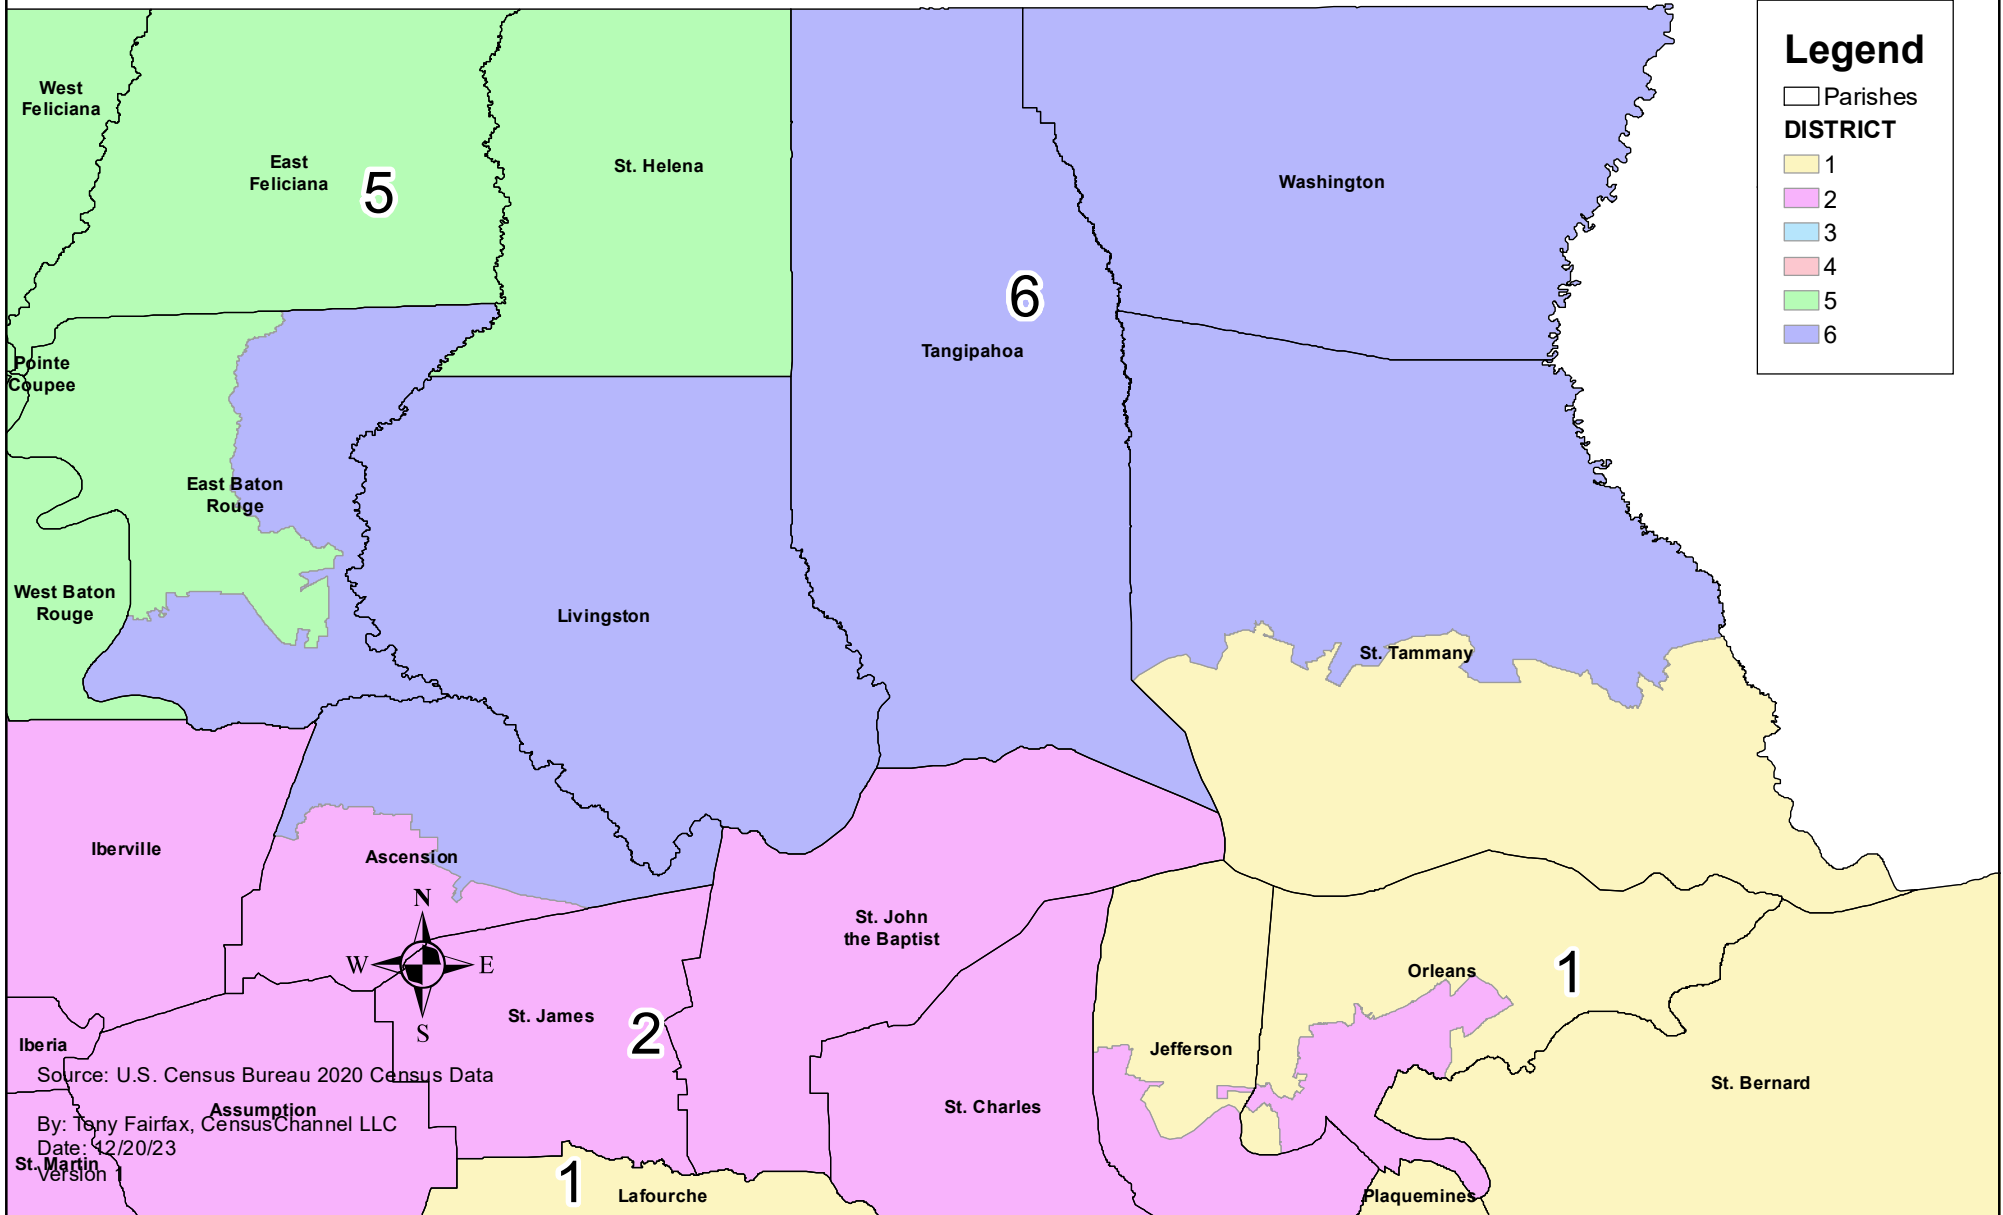 Legend
Parishes
DISTRICT
1
2
3
4
5
6
West
Feliciana
East
Feliciana
5
St. Helena
Washington
6
Tangipahoa
Pointe
Coupee
East Baton
Rouge
West Baton
Rouge
Livingston
St. Tammany
Iberville
Ascension
N
W
E
S
St. John
the Baptist
Orleans
1
St. James
2
Iberia
Jefferson
St. Bernard
St. Charles
Assumption
Source: U.S. Census Bureau 2020 Census Data
By: Tony Fairfax, CensusChannel LLC
Date: 12/20/23
Version 1
St. Martin
1
Lafourche
Plaquemines